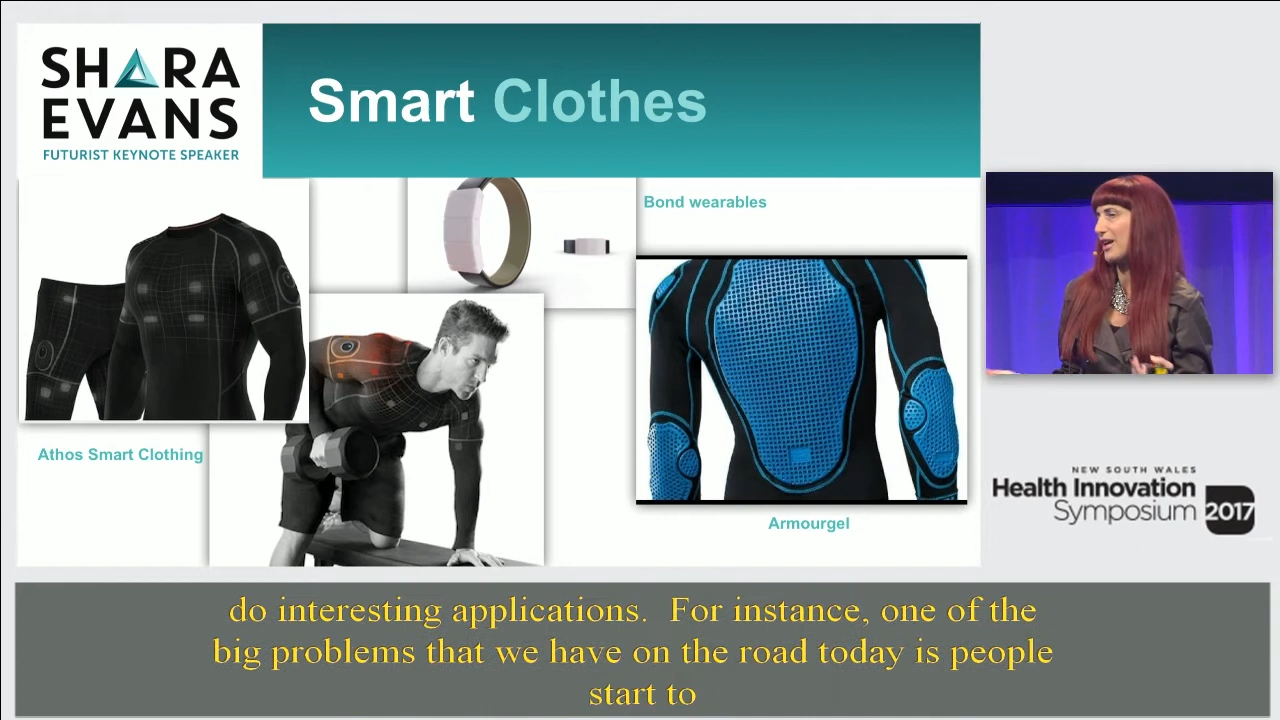 SHARA
EVANS
FUTURIST KEYNOTE SPEAKER
Smart Clothes
Bond wearables
Athos Smart Clothing
Armourgel
NEW SOUTH WALES
Health Innovation
Symposium 2017
do interesting applications.  For instance, one of the
big problems that we have on the road today is people
start to